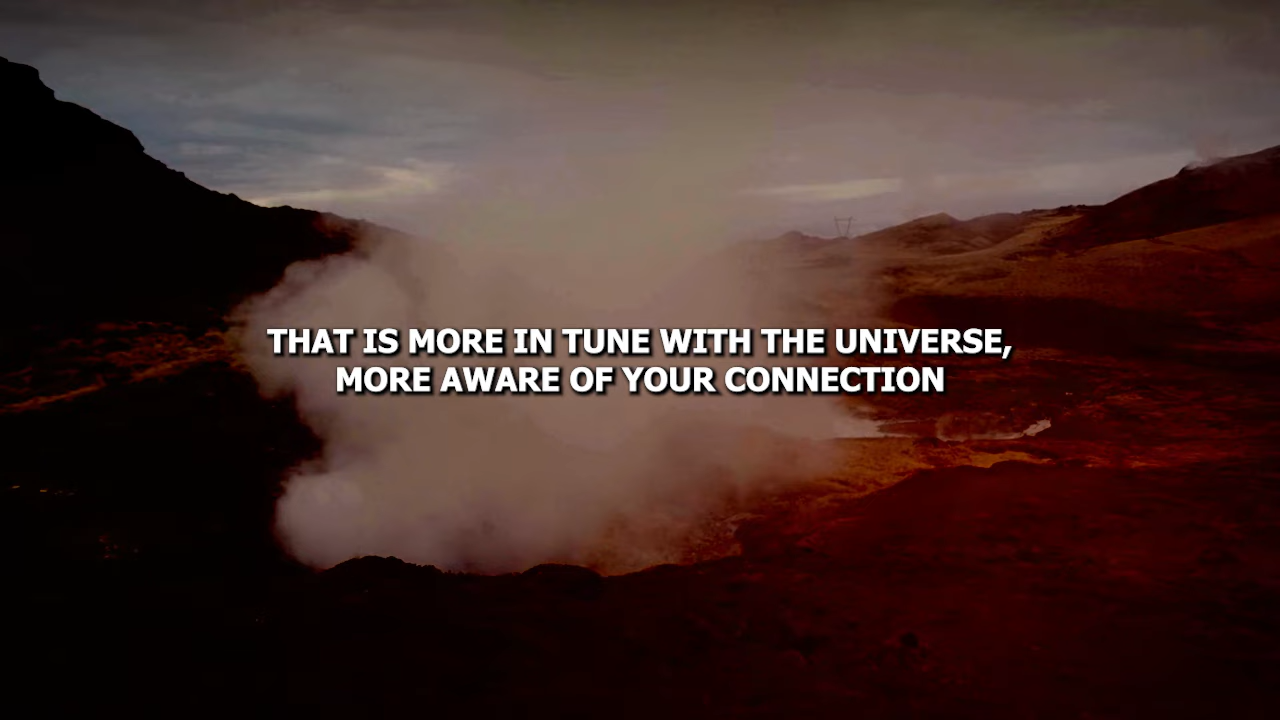 THAT IS MORE IN TUNE WITH THE UNIVERSE,
MORE AWARE OF YOUR CONNECTION